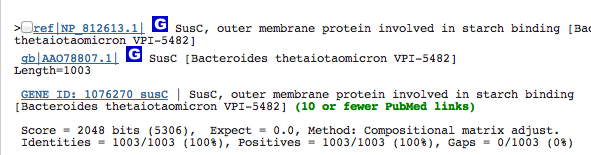 >ref|NP_812613.1| G SusC, outer membrane protein involved in starch binding [Bac
thetaiotaomicron VPI-5482]
gb|AAO78807.1| G SusC [Bacteroides thetaiotaomicron VPI-5482]
Length=1003
GENE ID: 1076270 susC | SusC, outer membrane protein involved in starch binding
[Bacteroides thetaiotaomicron VPI-5482] (10 or fewer PubMed links)
Score = 2048 bits (5306), Expect = 0.0, Method: Compositional matrix adjust.
Identities = 1003/1003 (100%), Positives = 1003/1003 (100%), Gaps = 0/1003 (0%)